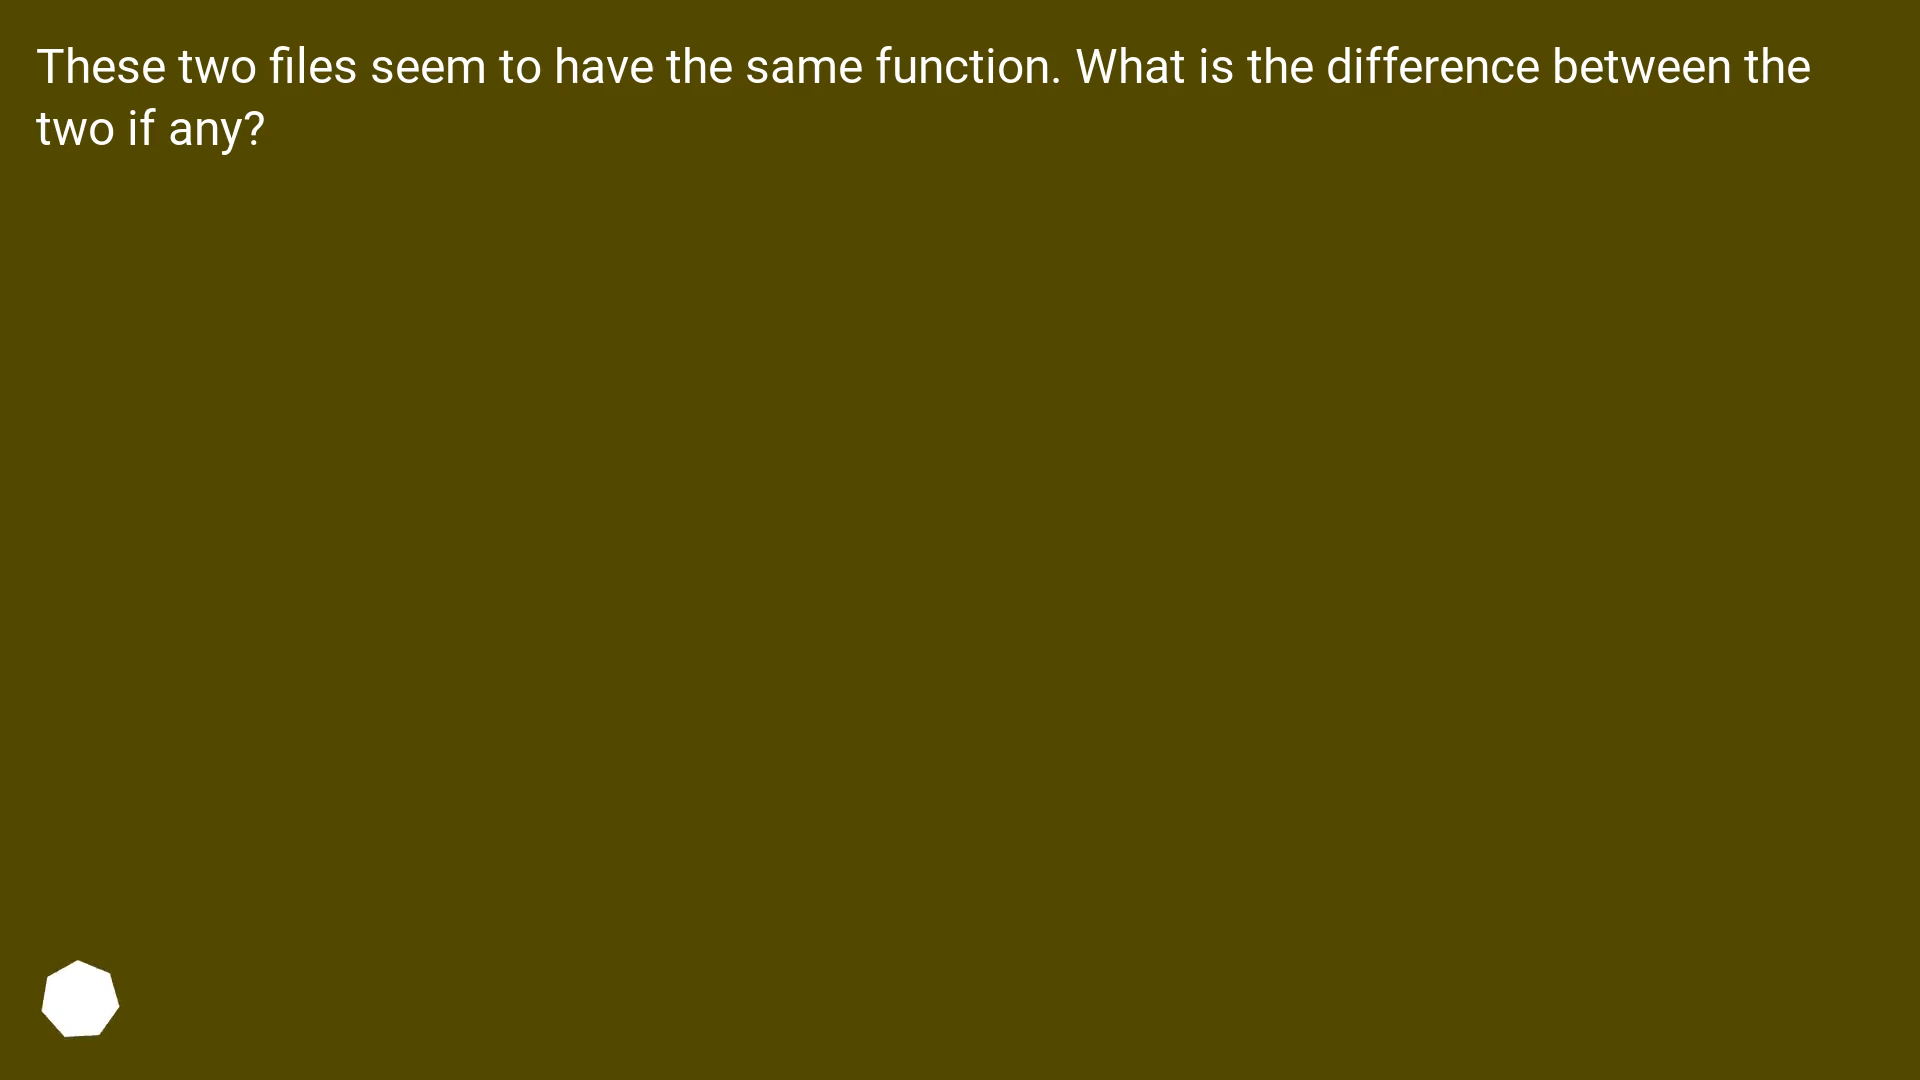 These two files seem to have the same function. What is the difference between the
two if any?